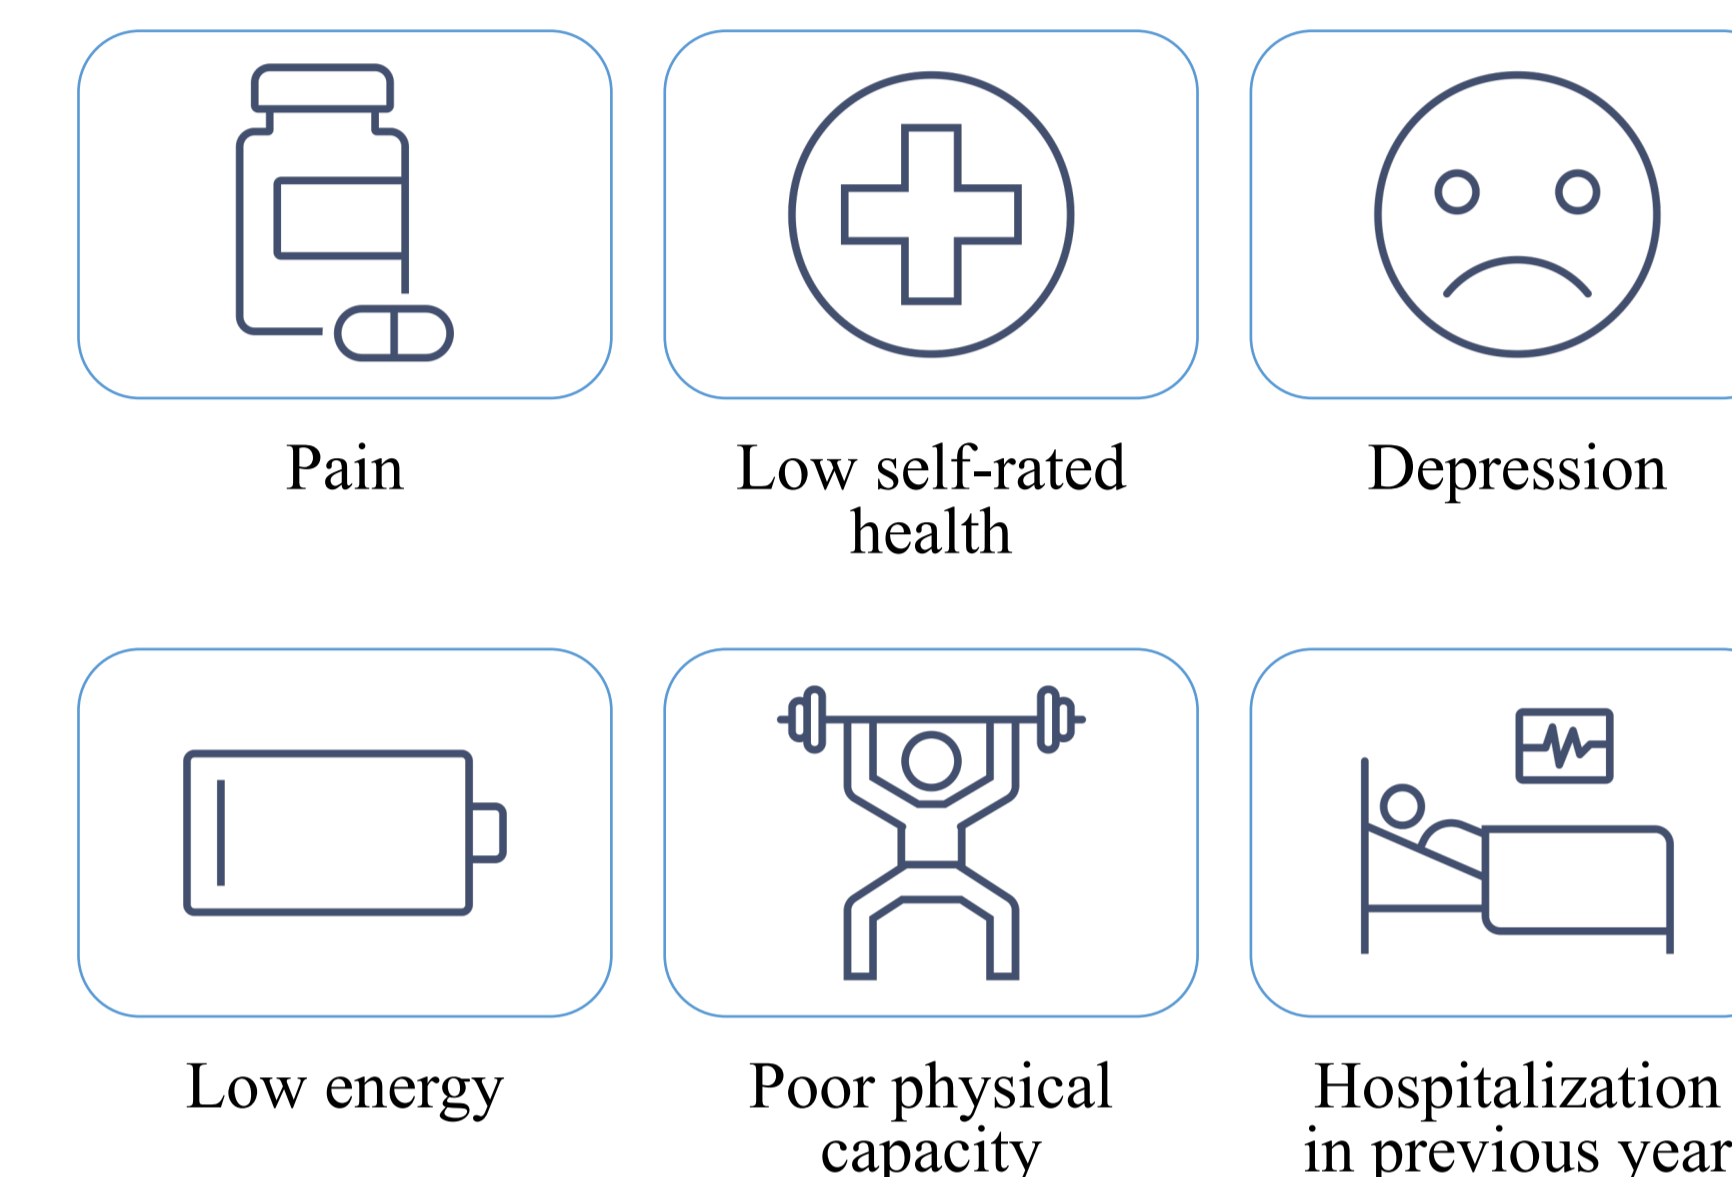 Pain
Low self-rated
health
Depression
Low energy
Poor physical
capacity
Hospitalization
in previous year